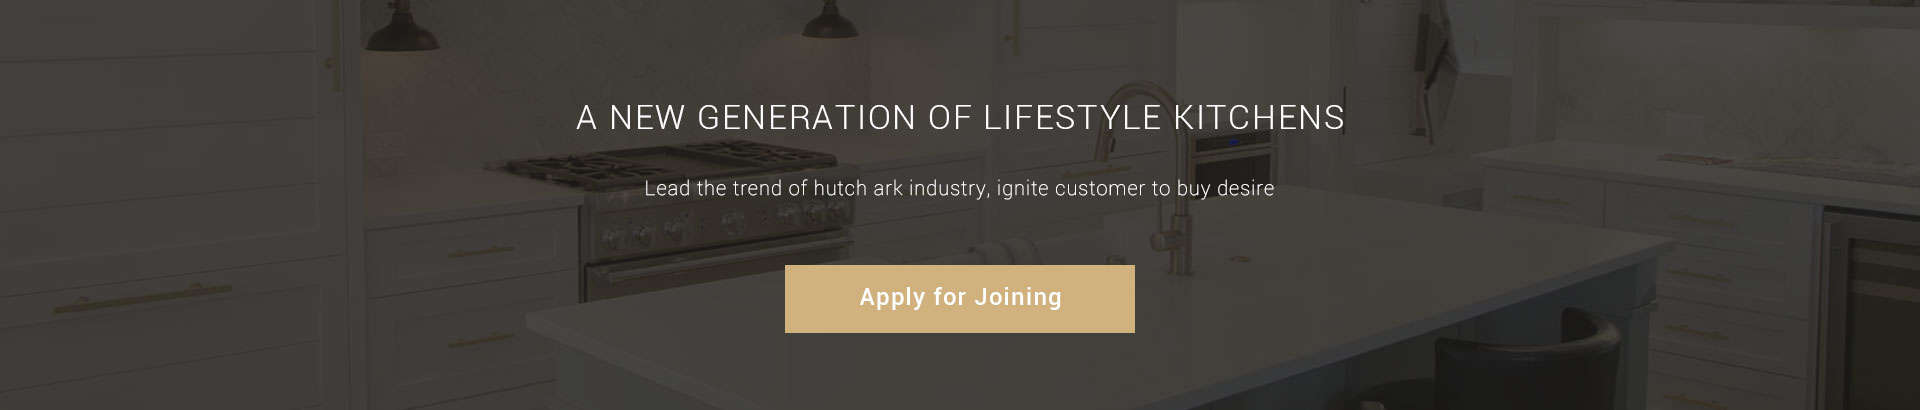 A NEW GENERATION OF LIFESTYLE KITCHENS
Lead the trend of hutch ark industry, ignite customer to buy desire
Apply for Joining